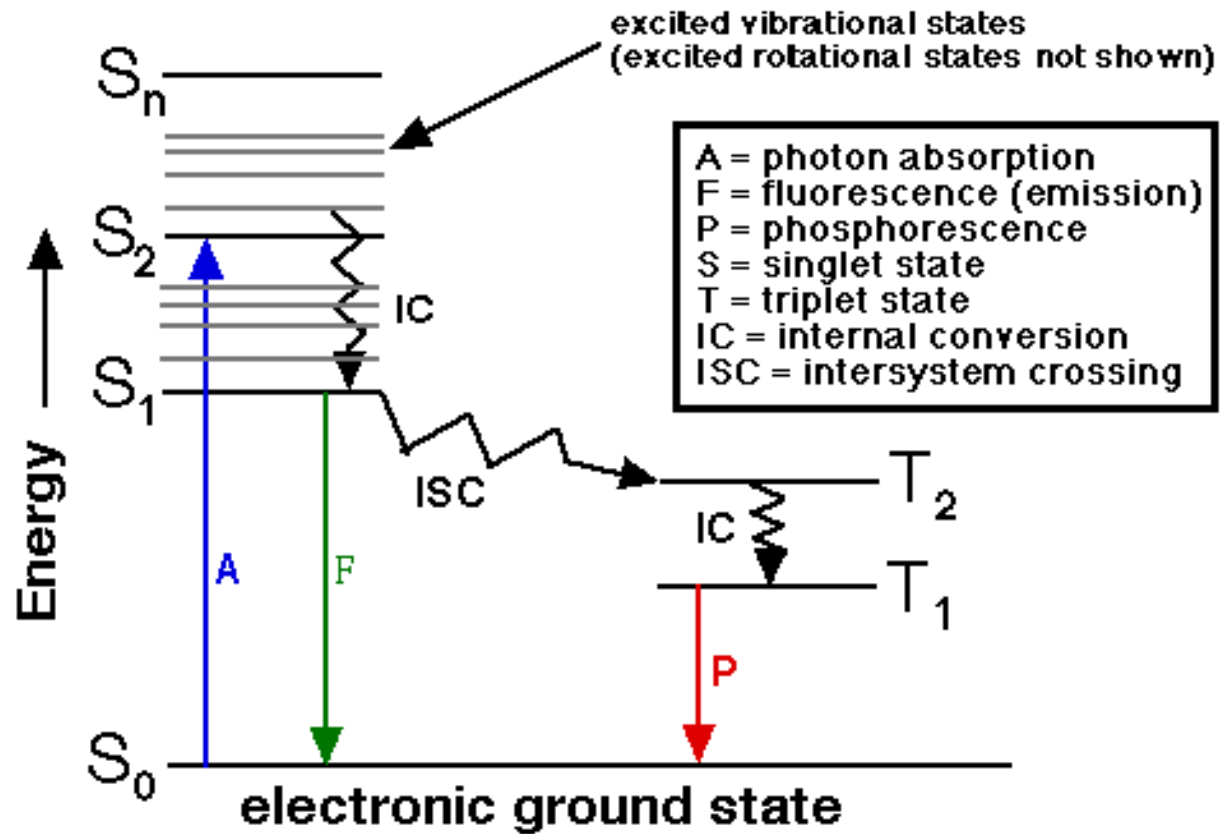 excited vibrational states
(excited rotational states not shown)
Sn
A = photon absorption
F = fluorescence (emission)
P = phosphorescence
S = singlet state
T = triplet state
IC = internal conversion
ISC = intersystem crossing
S2
IC
S1
ISC
T2
IC
T1
Energy
A
F
P
S0
electronic ground state